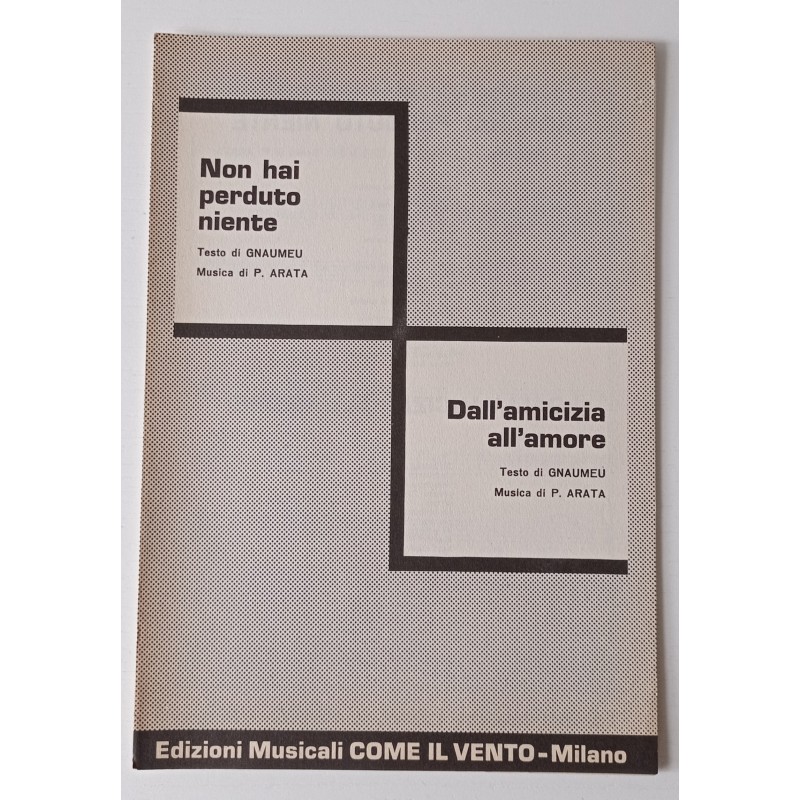 Non hai
perduto
niente
Testo di GNAUMEU
Musica di P. ARATA
Dall'amicizia
all'amore
Testo di GNAUMEU
Musica di P. ARATA
Edizioni Musicali COME IL VENTO-Milano